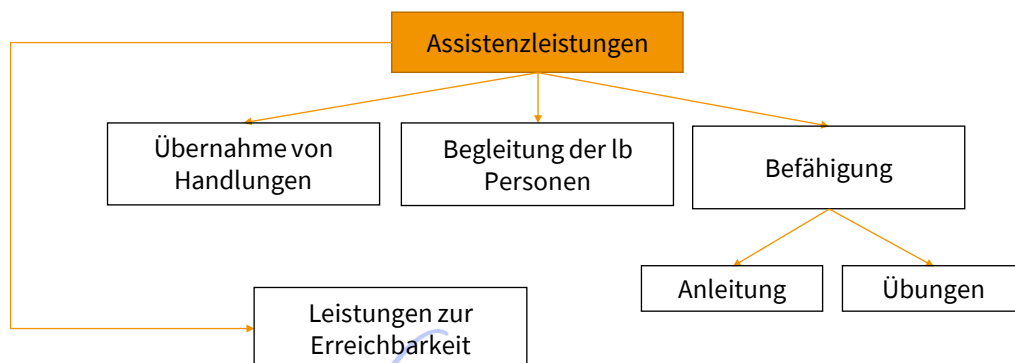 Assistenzleistungen
Übernahme von
Handlungen
Begleitung der lb
Personen
Befähigung
Anleitung
Übungen
Leistungen zur
Erreichbarkeit